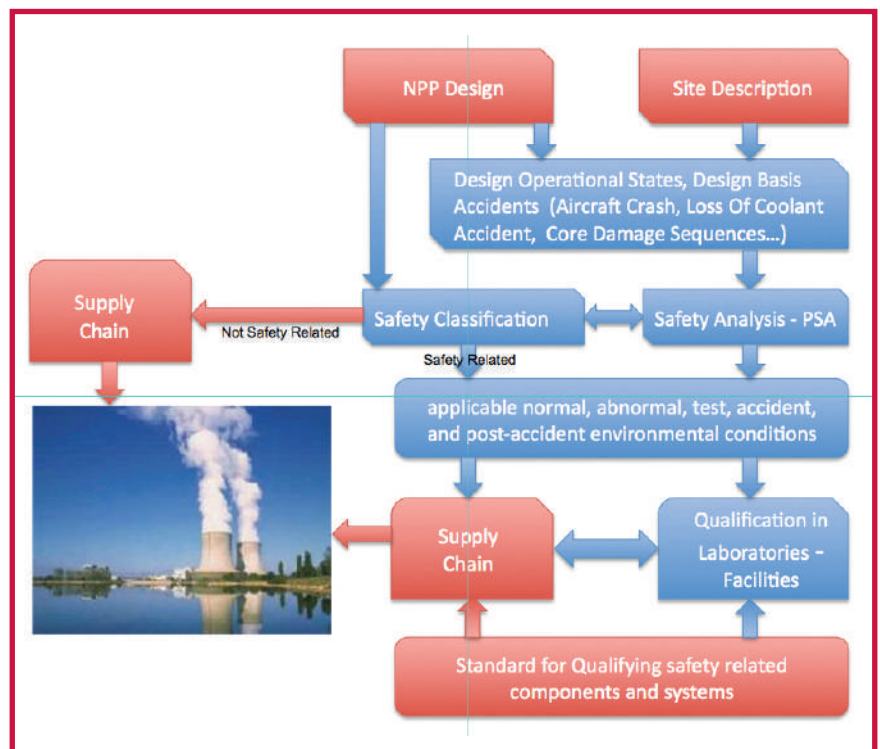 NPP Design
Site Description
Design Operational States, Design Basis
Accidents (Aircraft Crash, Loss Of Coolant
Accident, Core Damage Sequences...)
Supply
Chain
Not Safety Related
Safety Classification
Safety Analysis - PSA
Safety Related
applicable normal, abnormal, test, accident,
and post-accident environmental conditions
Supply
Chain
Qualification in
Laboratories –
Facilities
Standard for Qualifying safety related
components and systems